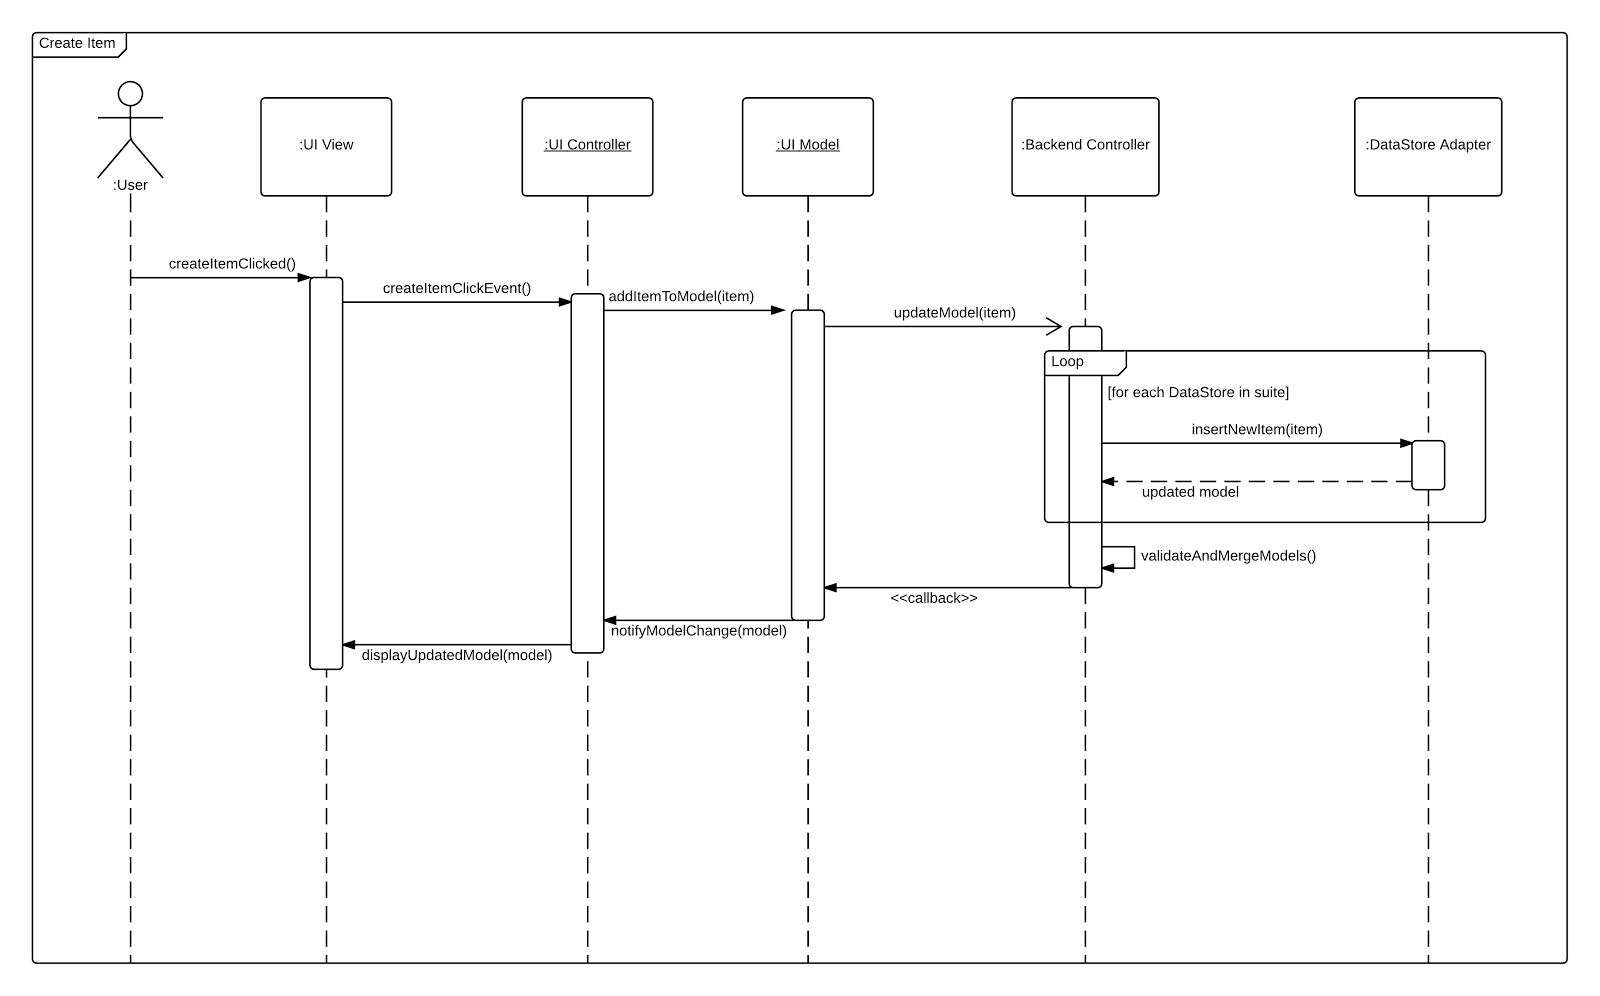 Create Item
:User
:UI View
:UI Controller
:UI Model
:Backend Controller
:DataStore Adapter
createItemClicked()
createItemClickEvent()
addItemToModel(item)
updateModel(item)
Loop
[for each DataStore in suite]
insertNewItem(item)
updated model
validateAndMergeModels()
<<callback>>
notifyModelChange(model)
displayUpdatedModel(model)